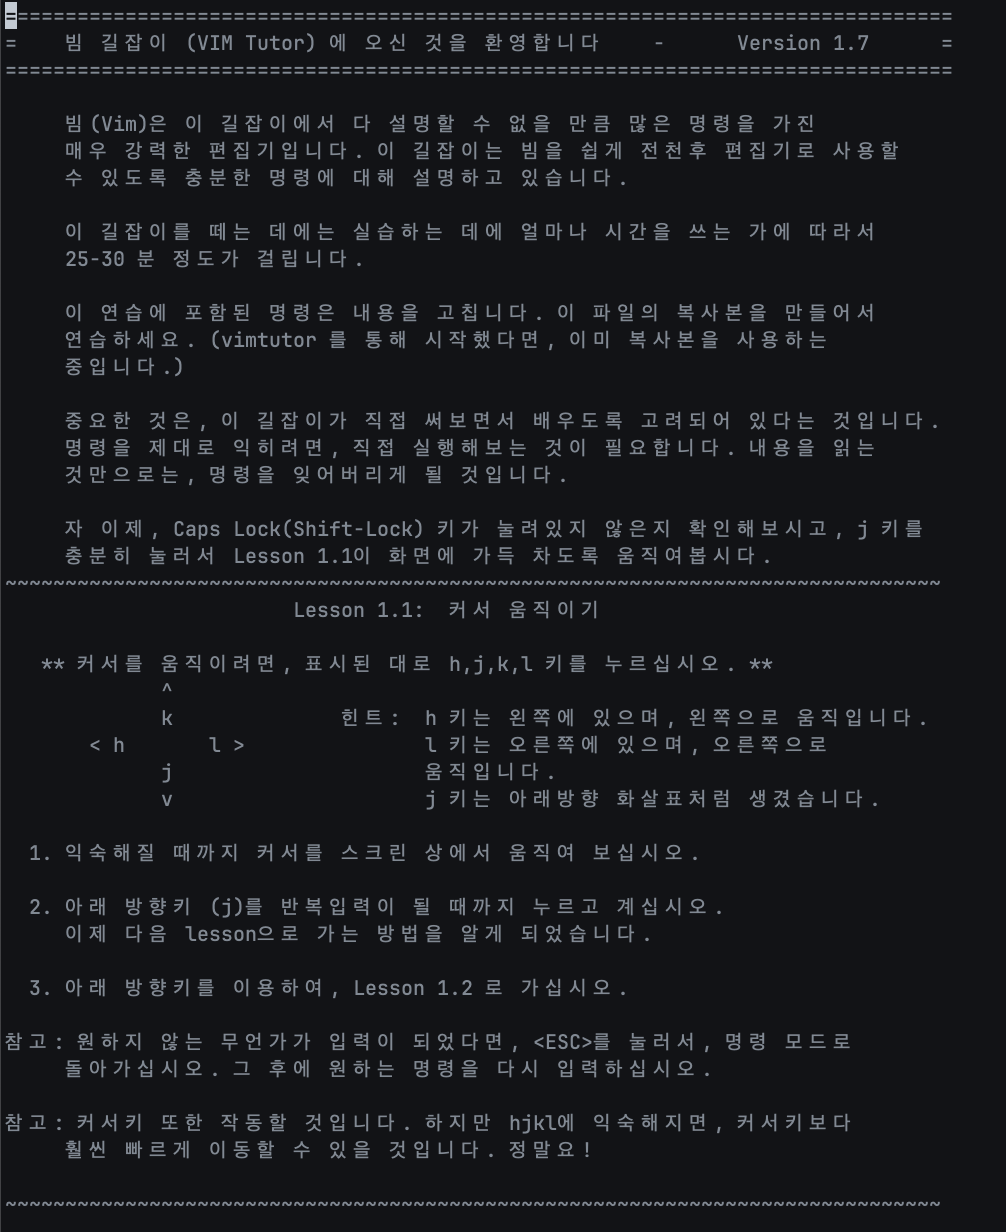 ===============================================================================
=    빔 길잡이 (VIM Tutor) 에 오신 것을 환영합니다    -      Version 1.7      =
===============================================================================

     빔(Vim)은 이 길잡이에서 다 설명할 수 없을 만큼 많은 명령을 가진
     매우 강력한 편집기입니다. 이 길잡이는 빔을 쉽게 전천후 편집기로 사용할
     수 있도록 충분한 명령에 대해 설명하고 있습니다.

     이 길잡이를 떼는 데에는 실습하는 데에 얼마나 시간을 쓰는 가에 따라서
     25-30 분 정도가 걸립니다.

     이 연습에 포함된 명령은 내용을 고칩니다. 이 파일의 복사본을 만들어서
     연습하세요. (vimtutor 를 통해 시작했다면, 이미 복사본을 사용하는
     중입니다.)

     중요한 것은, 이 길잡이가 직접 써보면서 배우도록 고려되어 있다는 것입니다.
     명령을 제대로 익히려면, 직접 실행해보는 것이 필요합니다. 내용을 읽는
     것만으로는, 명령을 잊어버리게 될 것입니다.

     자 이제, Caps Lock(Shift-Lock) 키가 눌려있지 않은지 확인해보시고, j 키를
     충분히 눌러서 Lesson 1.1이 화면에 가득 차도록 움직여봅시다.
~~~~~~~~~~~~~~~~~~~~~~~~~~~~~~~~~~~~~~~~~~~~~~~~~~~~~~~~~~~~~~~~~~~~~~~~~~~~~~
                        Lesson 1.1:  커서 움직이기

   ** 커서를 움직이려면, 표시된 대로 h,j,k,l 키를 누르십시오. **
             ^
             k              힌트:  h 키는 왼쪽에 있으며, 왼쪽으로 움직입니다.
       < h       l >               l 키는 오른쪽에 있으며, 오른쪽으로
             j                     움직입니다.
             v                     j 키는 아래방향 화살표처럼 생겼습니다.

  1. 익숙해질 때까지 커서를 스크린 상에서 움직여 보십시오.

  2. 아래 방향키 (j)를 반복입력이 될 때까지 누르고 계십시오.
     이제 다음 lesson으로 가는 방법을 알게 되었습니다.

  3. 아래 방향키를 이용하여, Lesson 1.2 로 가십시오.

참고: 원하지 않는 무언가가 입력이 되었다면, <ESC>를 눌러서, 명령 모드로
     돌아가십시오. 그 후에 원하는 명령을 다시 입력하십시오.

참고: 커서키 또한 작동할 것입니다. 하지만 hjkl에 익숙해지면, 커서키보다
     훨씬 빠르게 이동할 수 있을 것입니다. 정말요!

~~~~~~~~~~~~~~~~~~~~~~~~~~~~~~~~~~~~~~~~~~~~~~~~~~~~~~~~~~~~~~~~~~~~~~~~~~~~~~